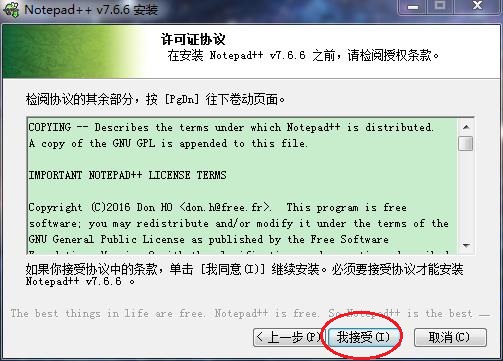 Notepad++ v7.6.6 安装
许可证协议
在安装 Notepad++ v7.6.6 之前，请检阅授权条款。
检阅协议的其余部分，按 [PgDn] 往下卷动页面。
COPYING -- Describes the terms under which Notepad++ is distributed.
A copy of the GNU GPL is appended to this file.
IMPORTANT NOTEPAD++ LICENSE TERMS
Copyright (C)2016 Don HO <don.h@free.fr>. This program is free
software; you may redistribute and/or modify it under the terms of the
GNU General Public License as published by the Free Software
如果你接受协议中的条款，单击 [我同意(I)] 继续安装。必须要接受协议才能安装
Notepad++ v7.6.6 。
The best things in life are free. Notepad++ is free. So Notepad++ is the best
< 上一步(P)
我接受(I)
取消(C)